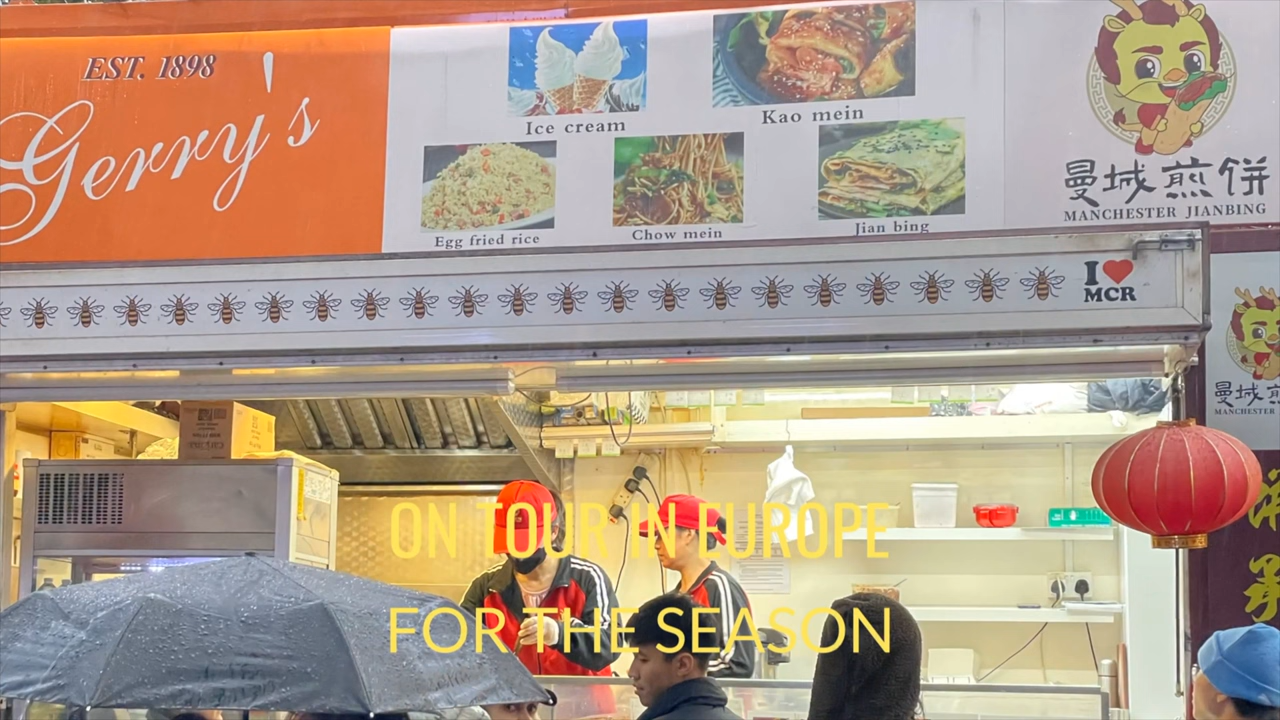 EST. 1898
Gerry's
Ice cream
Kao mein
Egg fried rice
Chow mein
Jian bing
曼城煎饼
MANCHESTER JIANBING
I ❤ MCR
曼城
MANCHESTER
ON TOUR IN EUROPE
FOR THE SEASON